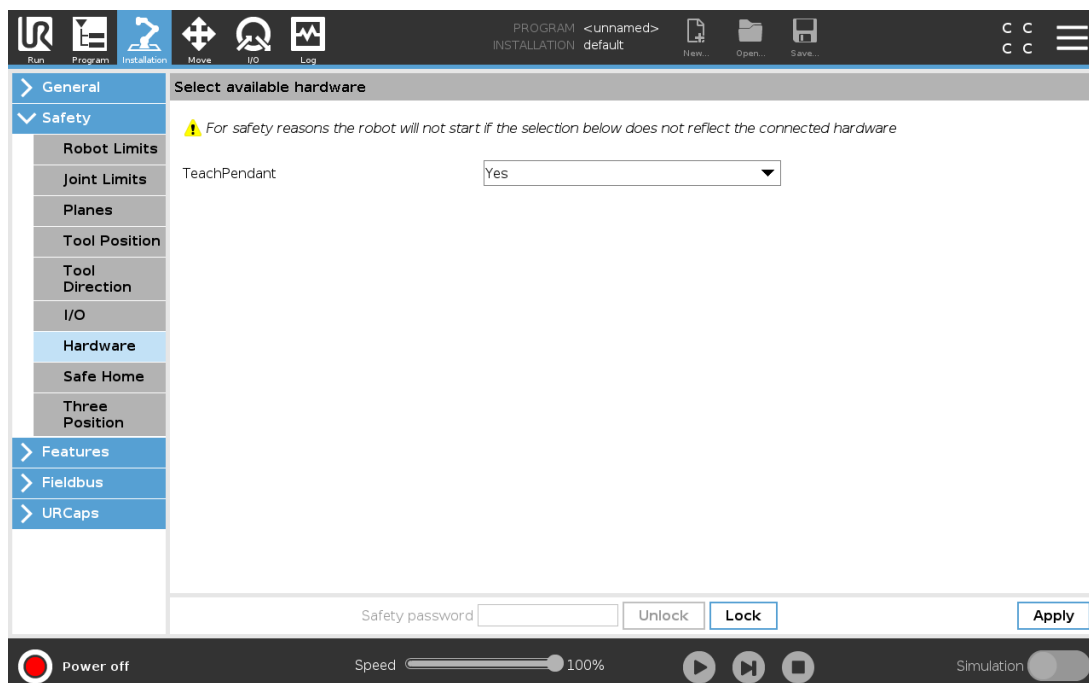 PROGRAM <unnamed>
INSTALLATION default
UR
Run
Program
Installation
Move
I/O
Log
New...
Open...
Save...
C C
C C
General
Safety
Robot Limits
Joint Limits
Planes
Tool Position
Tool
Direction
I/O
Hardware
Safe Home
Three
Position
Features
Fieldbus
URCaps
Select available hardware
For safety reasons the robot will not start if the selection below does not reflect the connected hardware
TeachPendant Yes
Safety password Unlock Lock Apply
Power off Speed 100% Simulation